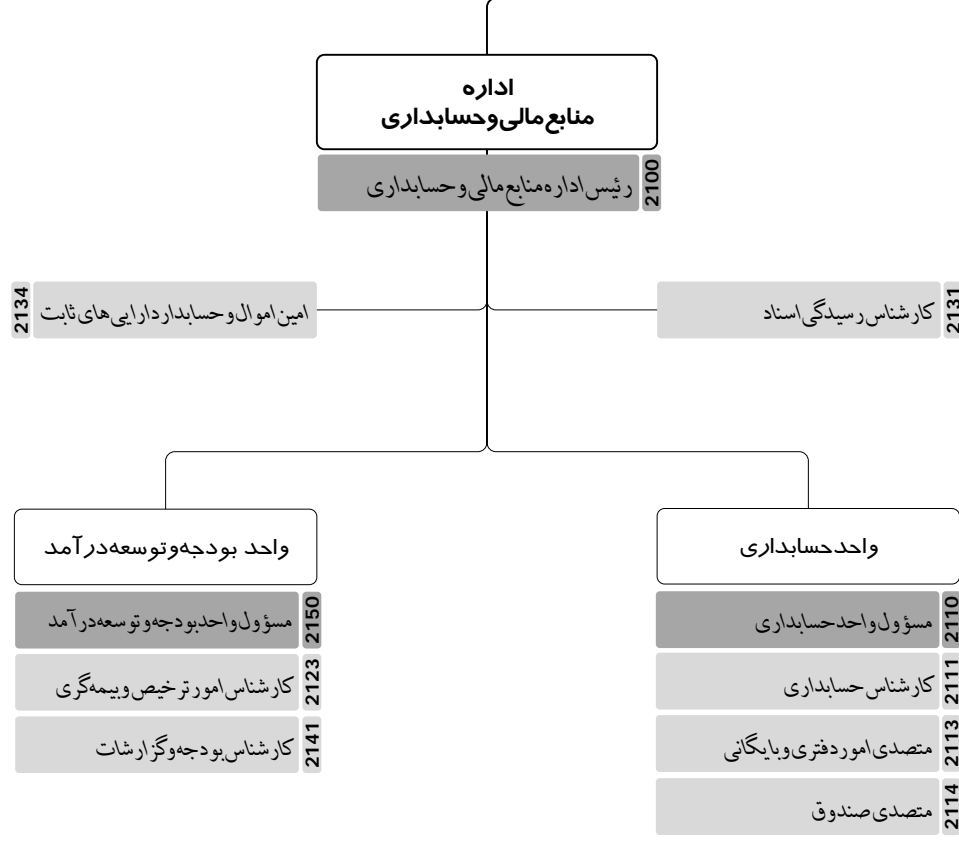 اداره
منابع مالی و حسابداری
2100 رئیس اداره منابع مالی و حسابداری
2131 کارشناس رسیدگی اسناد
امین اموال و حسابدار دارایی های ثابت 2134
واحد حسابداری
2110 مسؤول واحد حسابداری
2111 کارشناس حسابداری
2113 متصدی امور دفتری و بایگانی
2114 متصدی صندوق
واحد بودجه و توسعه درآمد
2150 مسؤول واحد بودجه و توسعه درآمد
2123 کارشناس امور ترخیص و بیمه گری
2141 کارشناس بودجه و گزارشات